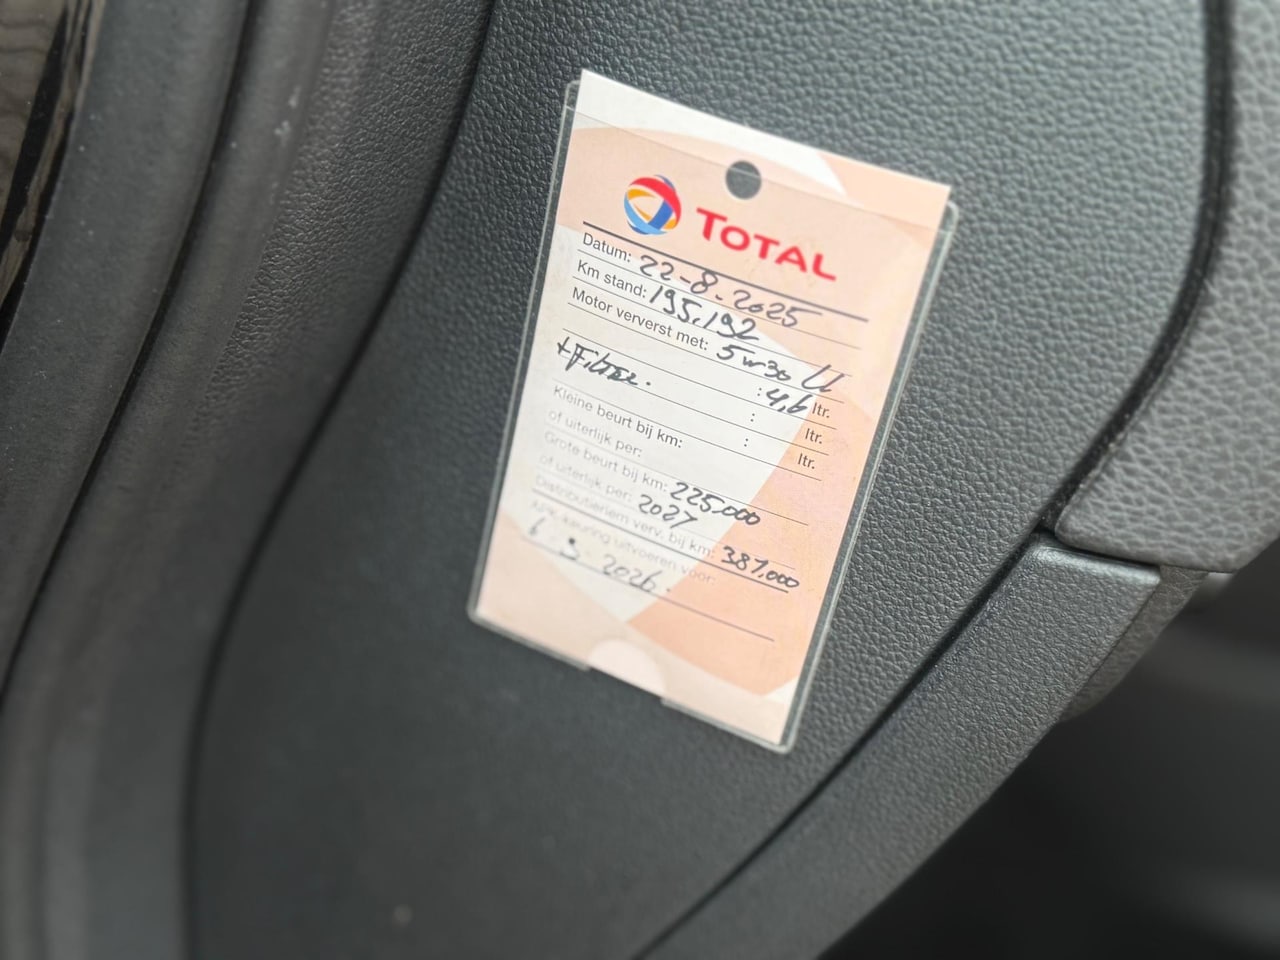 TOTAL
Datum: 22-8-2025
Km stand: 195.192
Motor ververst met: 5w30 LL
: 4,6 ltr.
+ Filter. : ltr.
: ltr.
Kleine beurt bij km:
of uiterlijk per:
Grote beurt bij km: 225.000
of uiterlijk per: 2027
Distributieriem verv. bij km: 387.000
keuring uitvoeren voor:
2026.